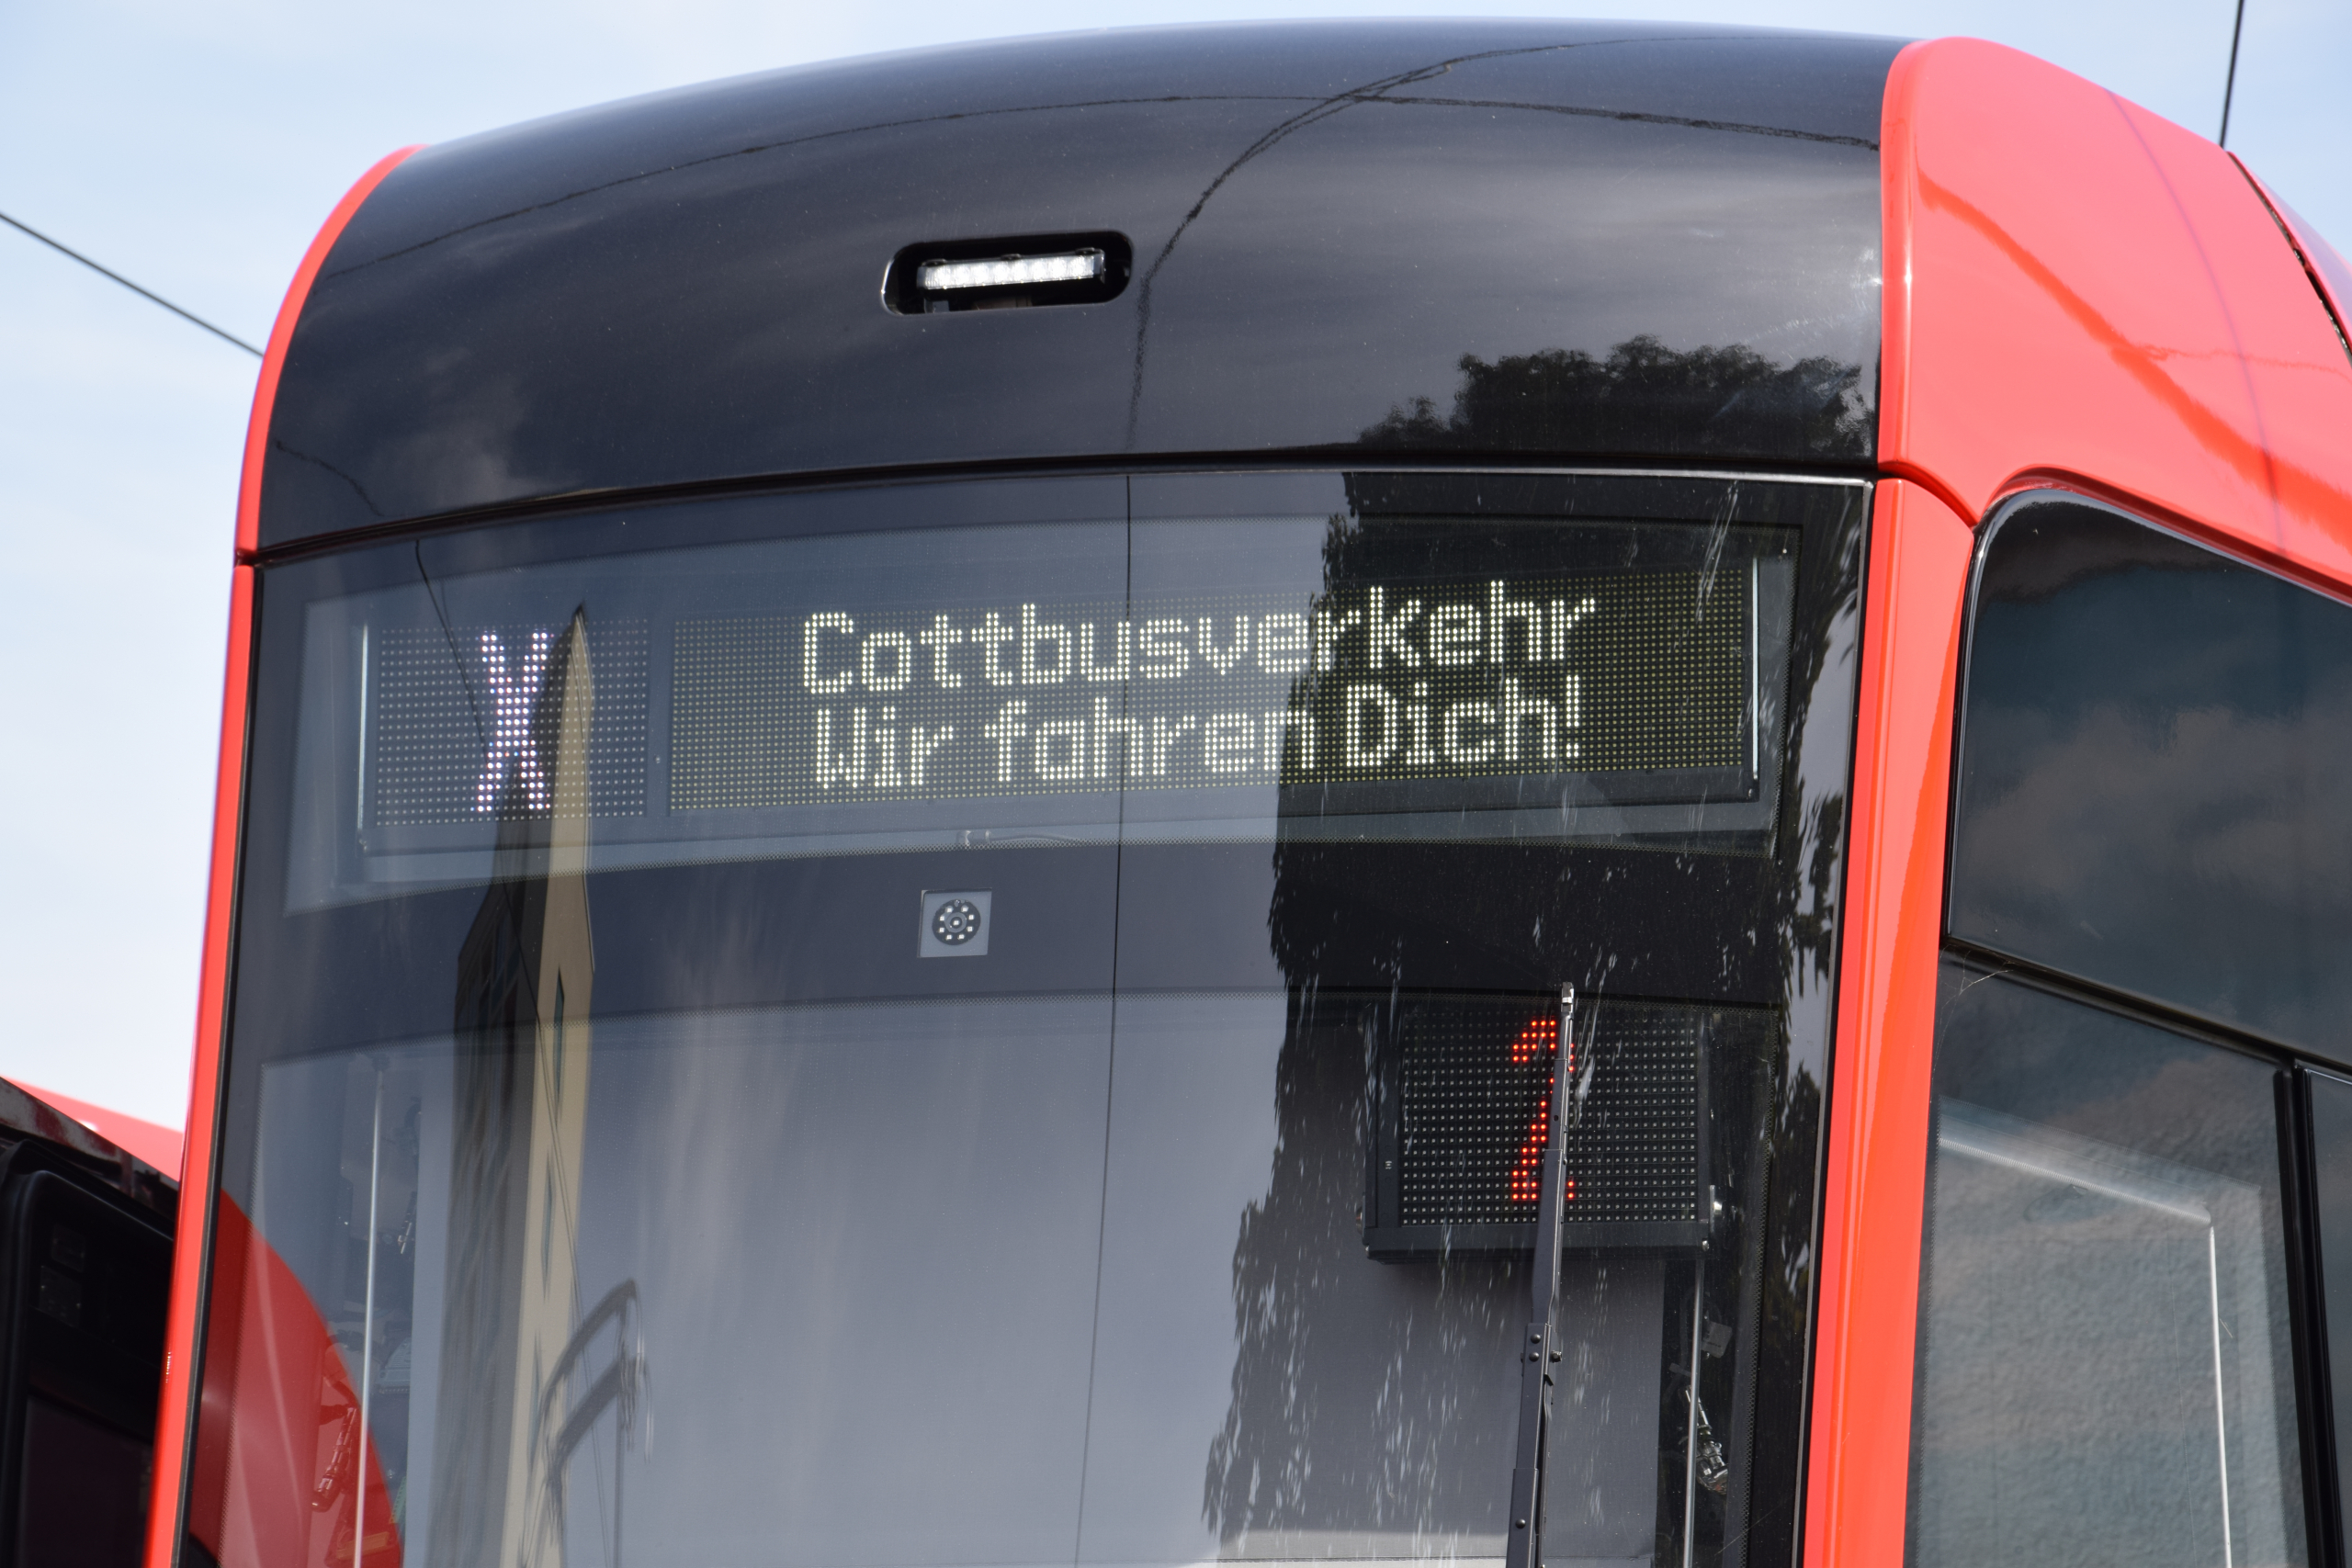 X
Cottbusverkehr
Wir fahren Dich!
2